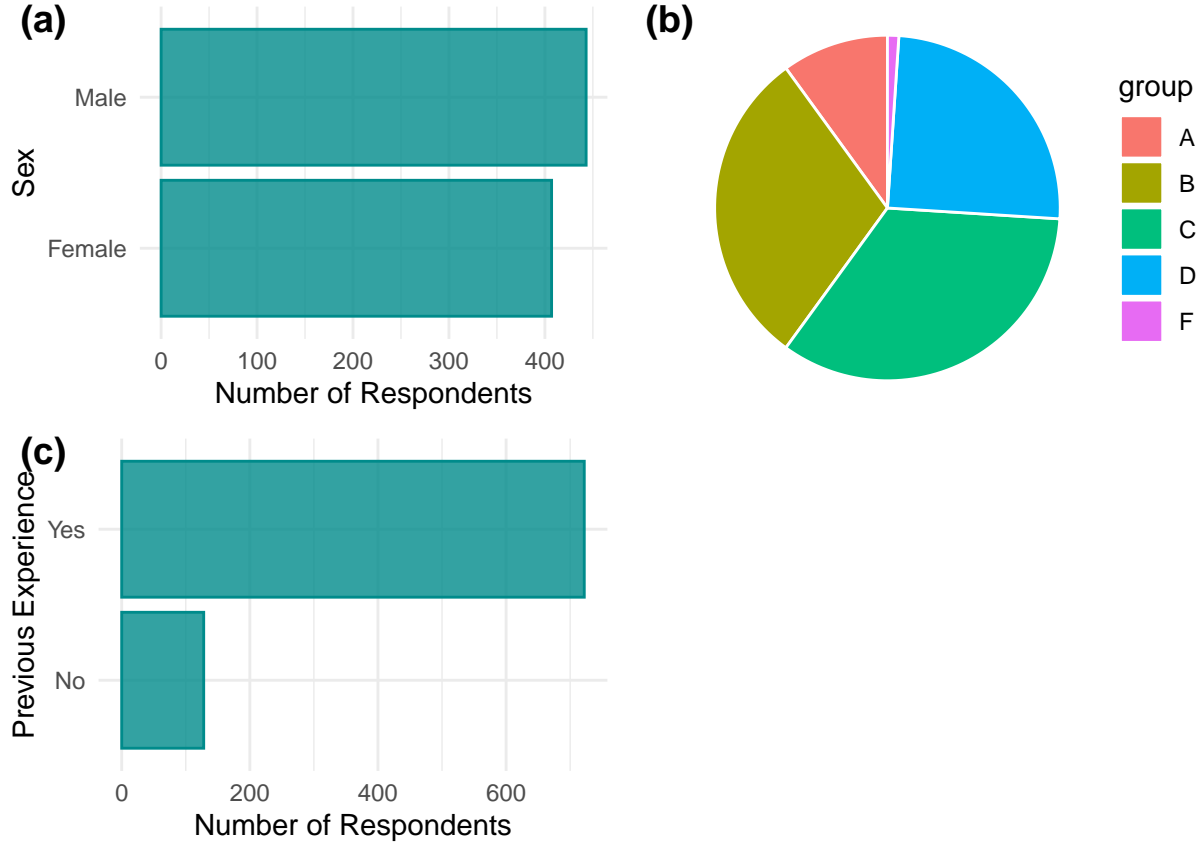 (a)
Sex
Male
Female
0 100 200 300 400
Number of Respondents
(b)
group
A
B
C
D
F
(c)
Previous Experience
Yes
No
0 200 400 600
Number of Respondents